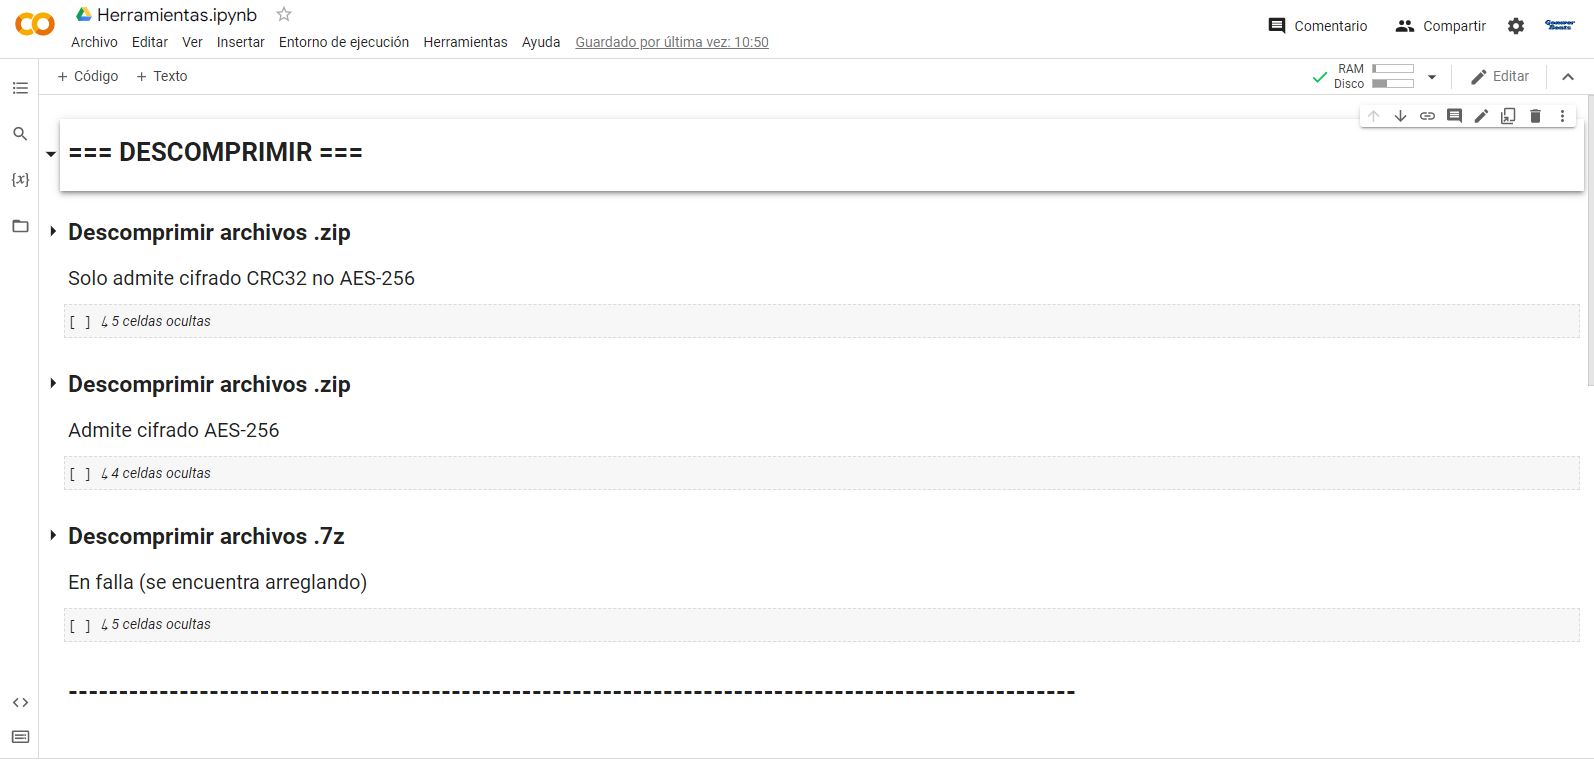 Herramientas.ipynb
Archivo Editar Ver Insertar Entorno de ejecución Herramientas Ayuda Guardado por última vez: 10:50
Comentario Compartir
+ Código + Texto
RAM
Disco
Editar
{x}
=== DESCOMPRIMIR ===
Descomprimir archivos .zip
Solo admite cifrado CRC32 no AES-256
[ ] ↳ 5 celdas ocultas
Descomprimir archivos .zip
Admite cifrado AES-256
[ ] ↳ 4 celdas ocultas
Descomprimir archivos .7z
En falla (se encuentra arreglando)
[ ] ↳ 5 celdas ocultas
----------------------------------------------------------------------------------------------------